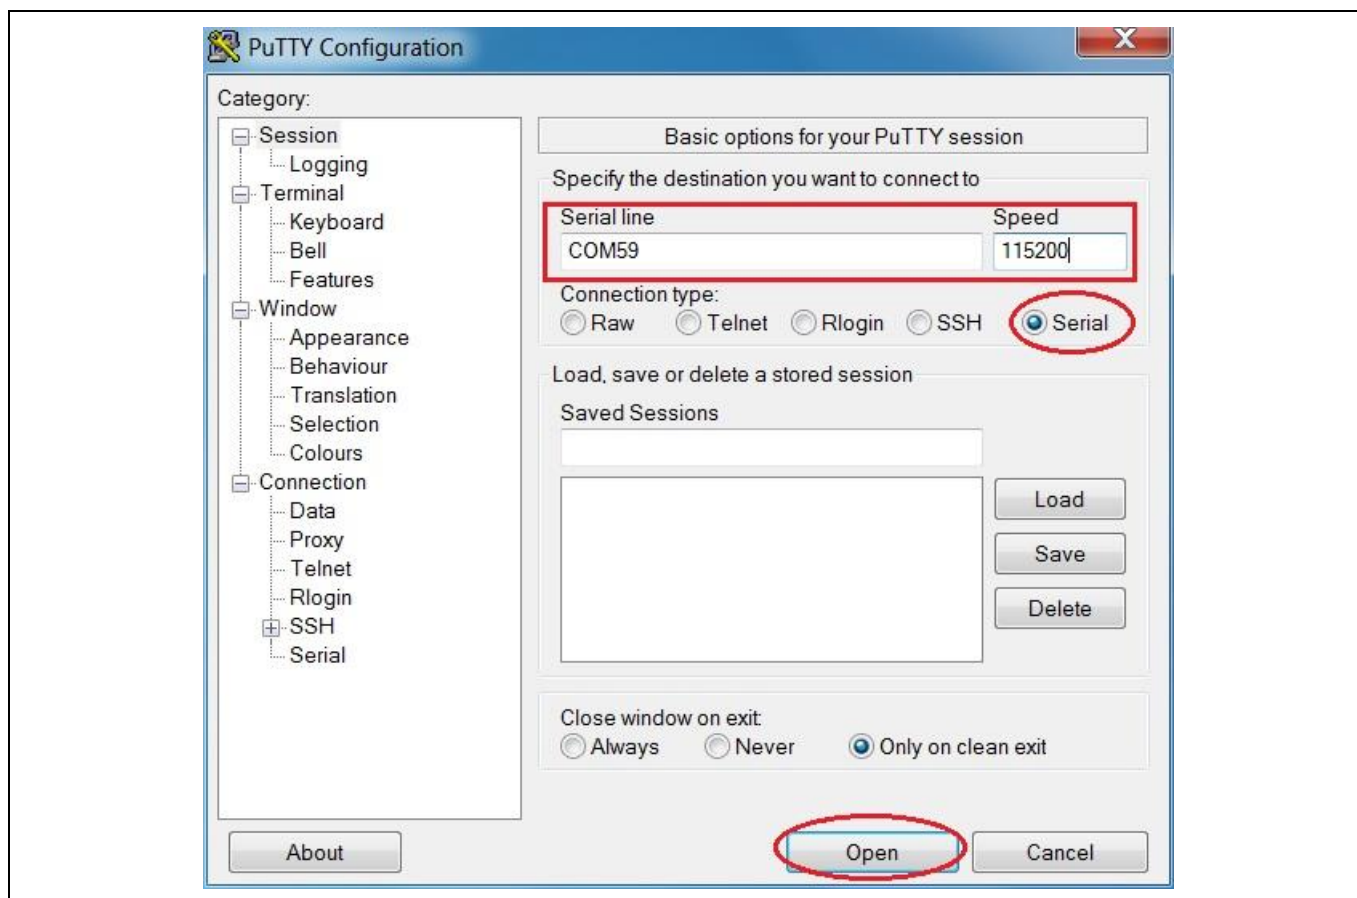 PuTTY Configuration
X
Category:
Session
Logging
Terminal
Keyboard
Bell
Features
Window
Appearance
Behaviour
Translation
Selection
Colours
Connection
Data
Proxy
Telnet
Rlogin
SSH
Serial
Basic options for your PuTTY session
Specify the destination you want to connect to
Serial line Speed
COM59 115200
Connection type:
Raw Telnet Rlogin SSH Serial
Load, save or delete a stored session
Saved Sessions
Load
Save
Delete
Close window on exit:
Always Never Only on clean exit
About Open Cancel